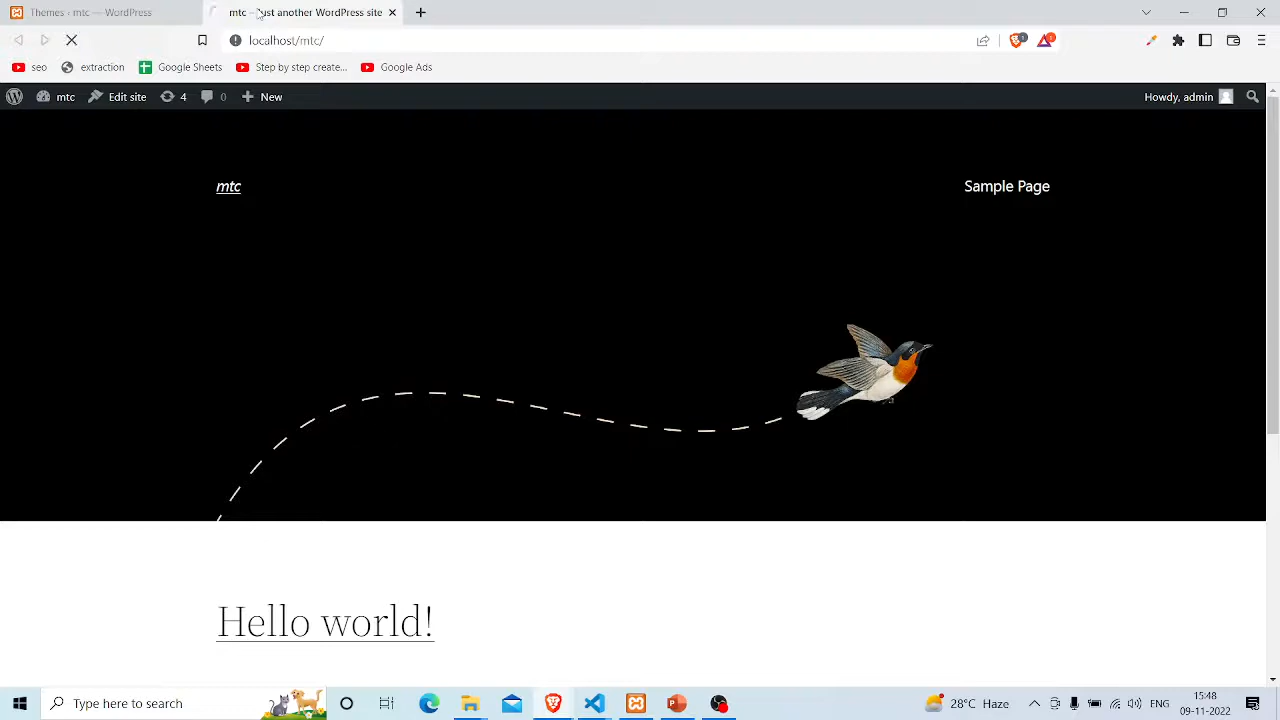 Themes ‹ mtc — WordPress
mtc – Just another WordPress site
localhost/mtc/
seo
extraction
Google Sheets
Step by step create...
Google Ads
mtc
Edit site
4
0
New
Howdy, admin
mtc
Sample Page
Hello world!
Type here to search
28°C Haze
ENG
15:48
09-11-2022